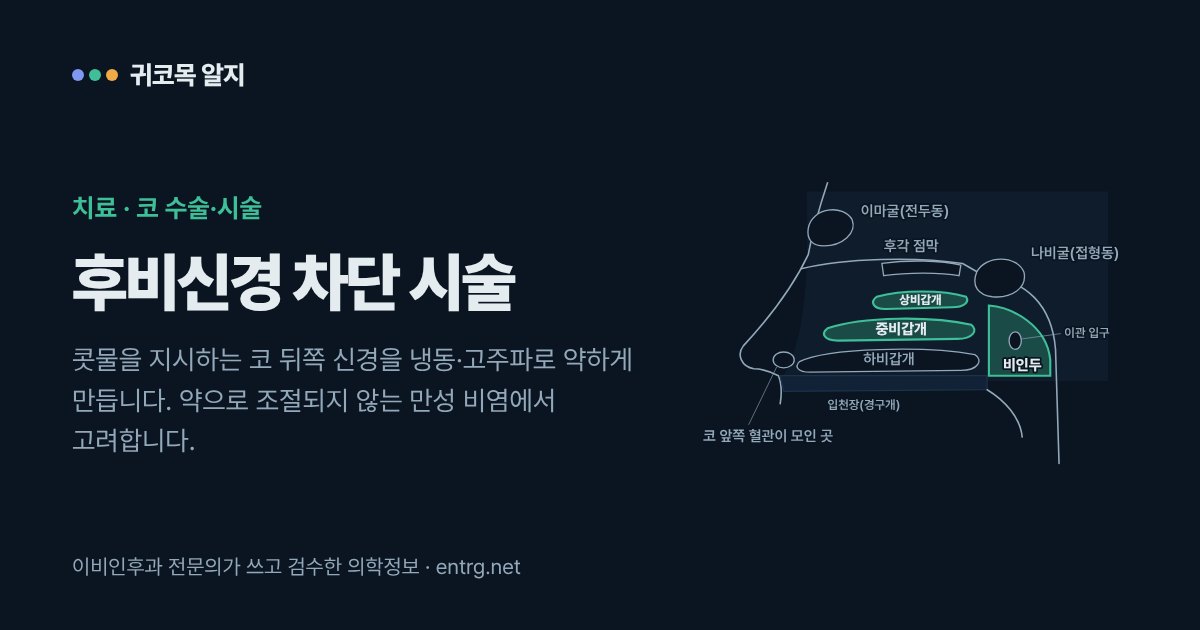 귀코목 알지
치료 · 코 수술·시술
후비신경 차단 시술
콧물을 지시하는 코 뒤쪽 신경을 냉동·고주파로 약하게
만듭니다. 약으로 조절되지 않는 만성 비염에서
고려합니다.
이비인후과 전문의가 쓰고 검수한 의학정보 · entrg.net
이마굴(전두동)
후각 점막
나비굴(접형동)
상비갑개
중비갑개
이관 입구
하비갑개
비인두
입천장(경구개)
코 앞쪽 혈관이 모인 곳